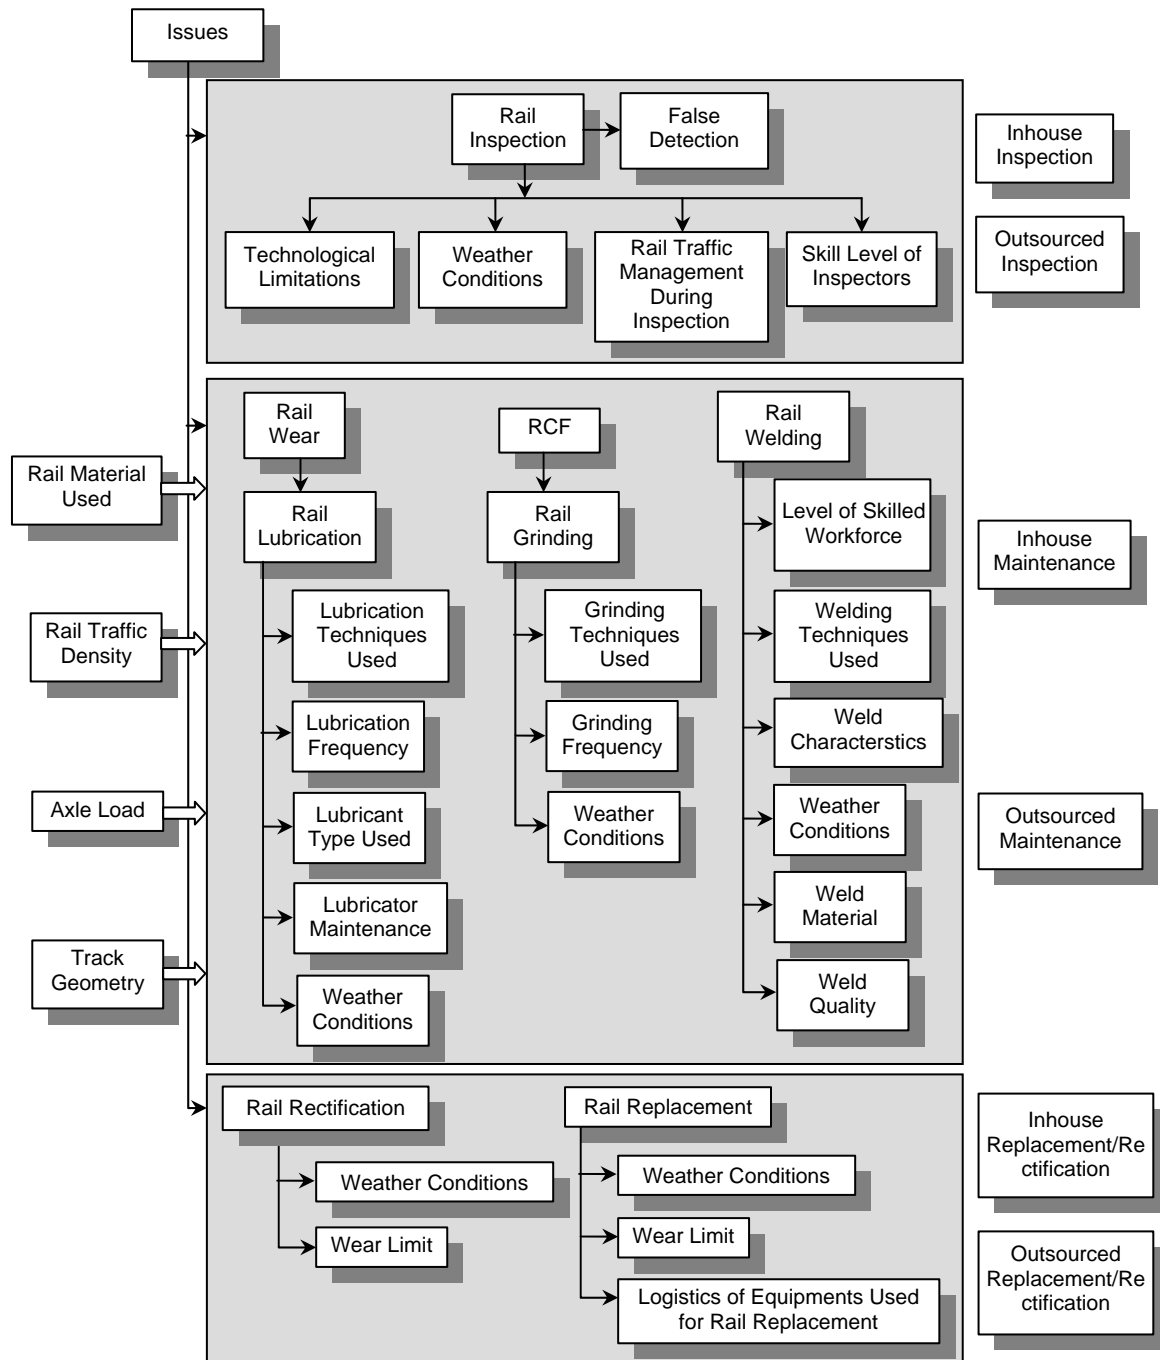 Issues
Rail
Inspection
False
Detection
Inhouse
Inspection
Technological
Limitations
Weather
Conditions
Rail Traffic
Management
During
Inspection
Skill Level of
Inspectors
Outsourced
Inspection
Rail
Wear
RCF
Rail
Welding
Rail Material
Used
Rail
Lubrication
Rail
Grinding
Level of Skilled
Workforce
Inhouse
Maintenance
Rail Traffic
Density
Lubrication
Techniques
Used
Grinding
Techniques
Used
Welding
Techniques
Used
Lubrication
Frequency
Grinding
Frequency
Weld
Characterstics
Axle Load
Lubricant
Type Used
Weather
Conditions
Weather
Conditions
Outsourced
Maintenance
Lubricator
Maintenance
Weld
Material
Track
Geometry
Weather
Conditions
Weld
Quality
Rail Rectification
Rail Replacement
Inhouse
Replacement/Re
ctification
Weather Conditions
Weather Conditions
Wear Limit
Wear Limit
Outsourced
Replacement/Re
ctification
Logistics of Equipments Used
for Rail Replacement